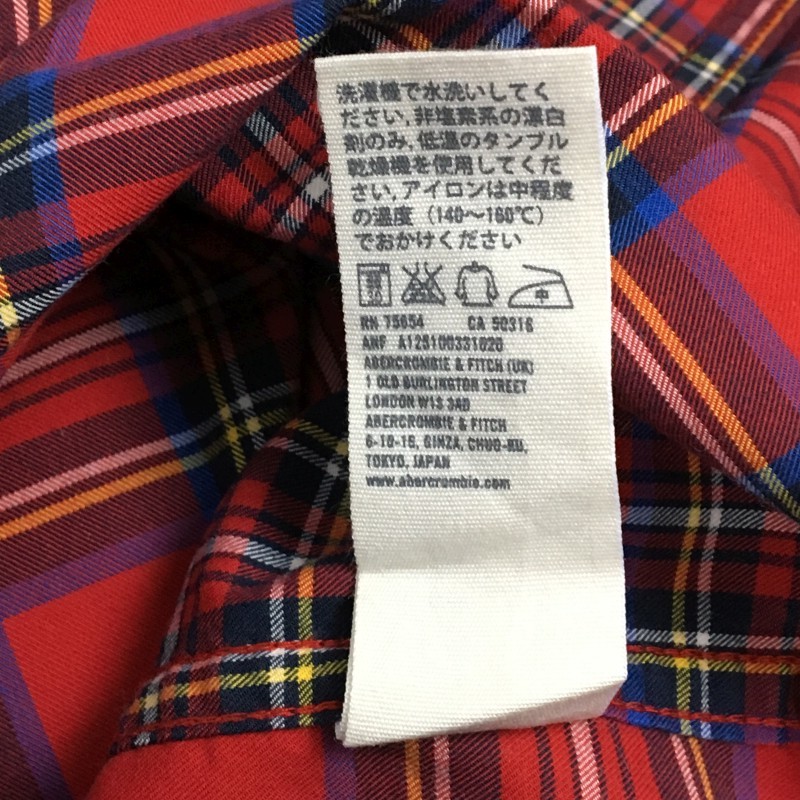 洗濯機で水洗いしてく
ださい,非塩素系の漂白
剤のみ,低温のタンブル
乾燥機を使用してくだ
さい,アイロンは中程度
の温度（140～160℃）
でおかけください
中
RN 75654 CA 50316
ANF A125100331020
ABERCROMBIE & FITCH (UK)
1 OLD BURLINGTON STREET
LONDON W1S 3AD
ABERCROMBIE & FITCH
6-10-16, GINZA, CHUO-KU,
TOKYO, JAPAN
www.abercrombie.com